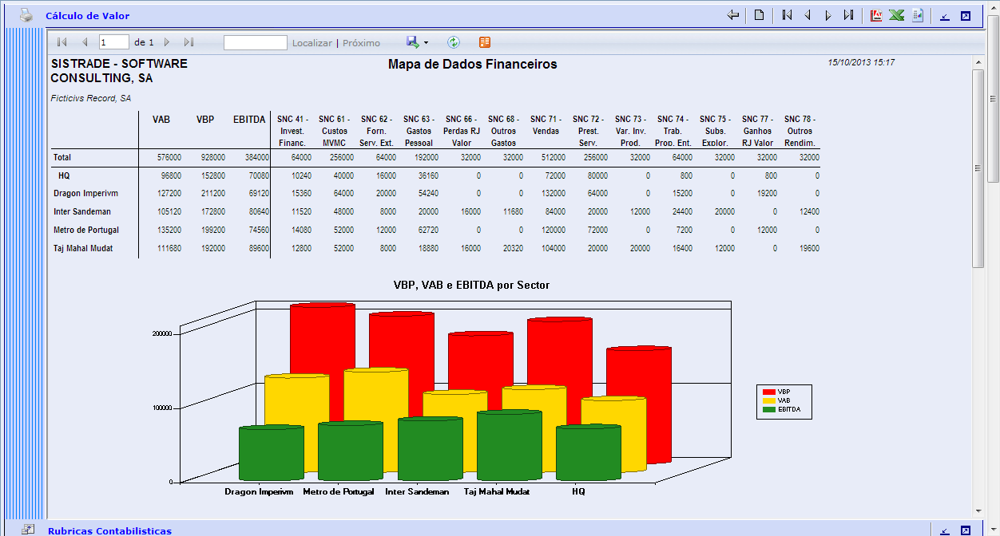 Cálculo de Valor
1 de 1 Localizar | Próximo
SISTRADE - SOFTWARE
CONSULTING, SA
Mapa de Dados Financeiros
15/10/2013 15:17
Ficticivs Record, SA
VAB VBP EBITDA SNC 41 - SNC 61 - SNC 62 - SNC 63 - SNC 66 - SNC 68 - SNC 71 - SNC 72 - SNC 73 - SNC 74 - SNC 75 - SNC 77 - SNC 78 -
Invest. Custos Forn. Gastos Perdas RJ Outros Vendas Prest. Var. Inv. Trab. Subs. Ganhos Outros
Financ. MVMC Serv. Ext. Pessoal Valor Gastos Serv. Prod. Prop. Ent. Explor. RJ Valor Rendim.
Total 576000 928000 384000 64000 256000 64000 192000 32000 32000 512000 256000 32000 64000 32000 32000 32000
HQ 96800 152800 70080 10240 40000 16000 36160 0 0 72000 80000 0 800 0 800 0
Dragon Imperivm 127200 211200 69120 15360 64000 20000 54240 0 0 132000 64000 0 15200 0 19200 0
Inter Sandeman 105120 172800 80640 11520 48000 8000 20000 16000 11680 84000 20000 12000 24400 20000 0 12400
Metro de Portugal 135200 199200 74560 14080 52000 12000 62720 0 0 120000 72000 0 7200 0 12000 0
Taj Mahal Mudat 111680 192000 89600 12800 52000 8000 18880 16000 20320 104000 20000 20000 16400 12000 0 19600
VBP, VAB e EBITDA por Sector
200000
100000
0
VBP
VAB
EBITDA
Dragon Imperivm Metro de Portugal Inter Sandeman Taj Mahal Mudat HQ
Rubricas Contabilisticas